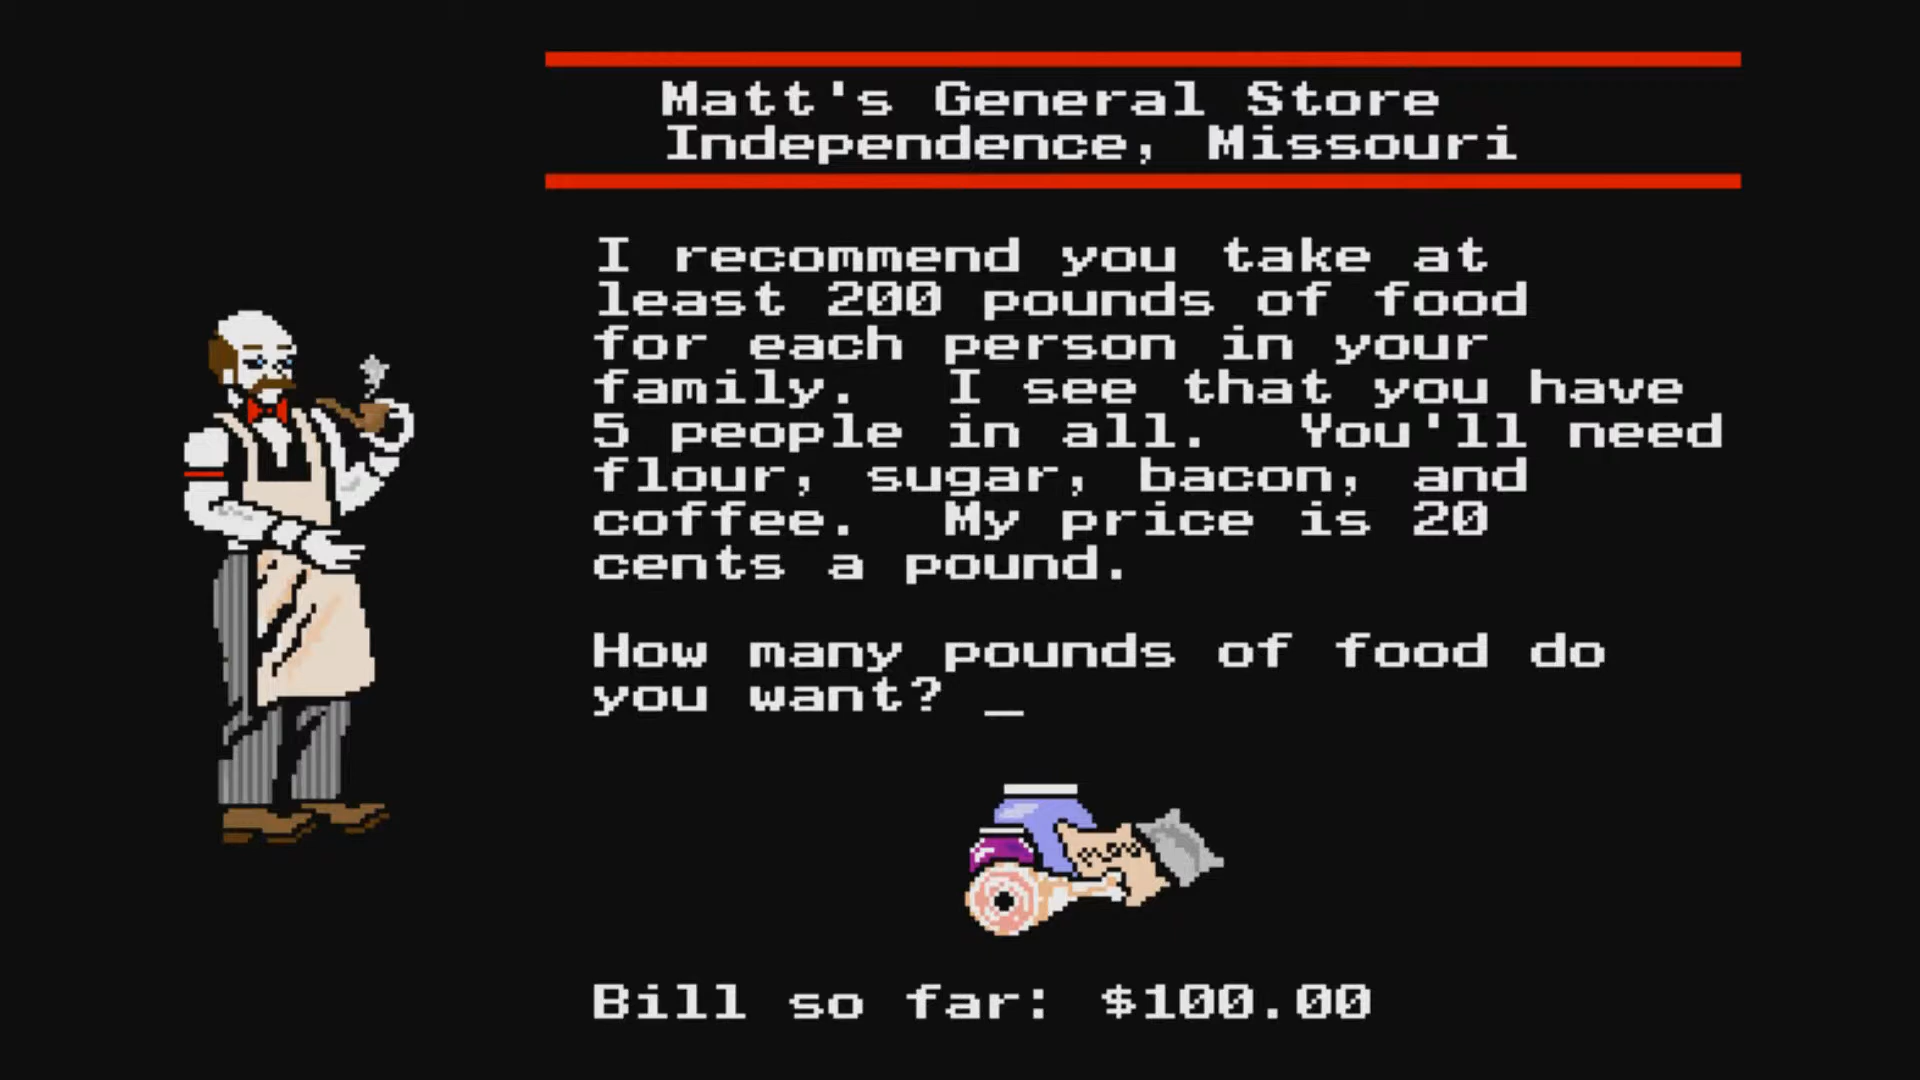 Matt's General Store
Independence, Missouri
I recommend you take at
least 200 pounds of food
for each person in your
family.  I see that you have
5 people in all.  You'll need
flour, sugar, bacon, and
coffee.  My price is 20
cents a pound.
How many pounds of food do
you want? _
Bill so far: $100.00